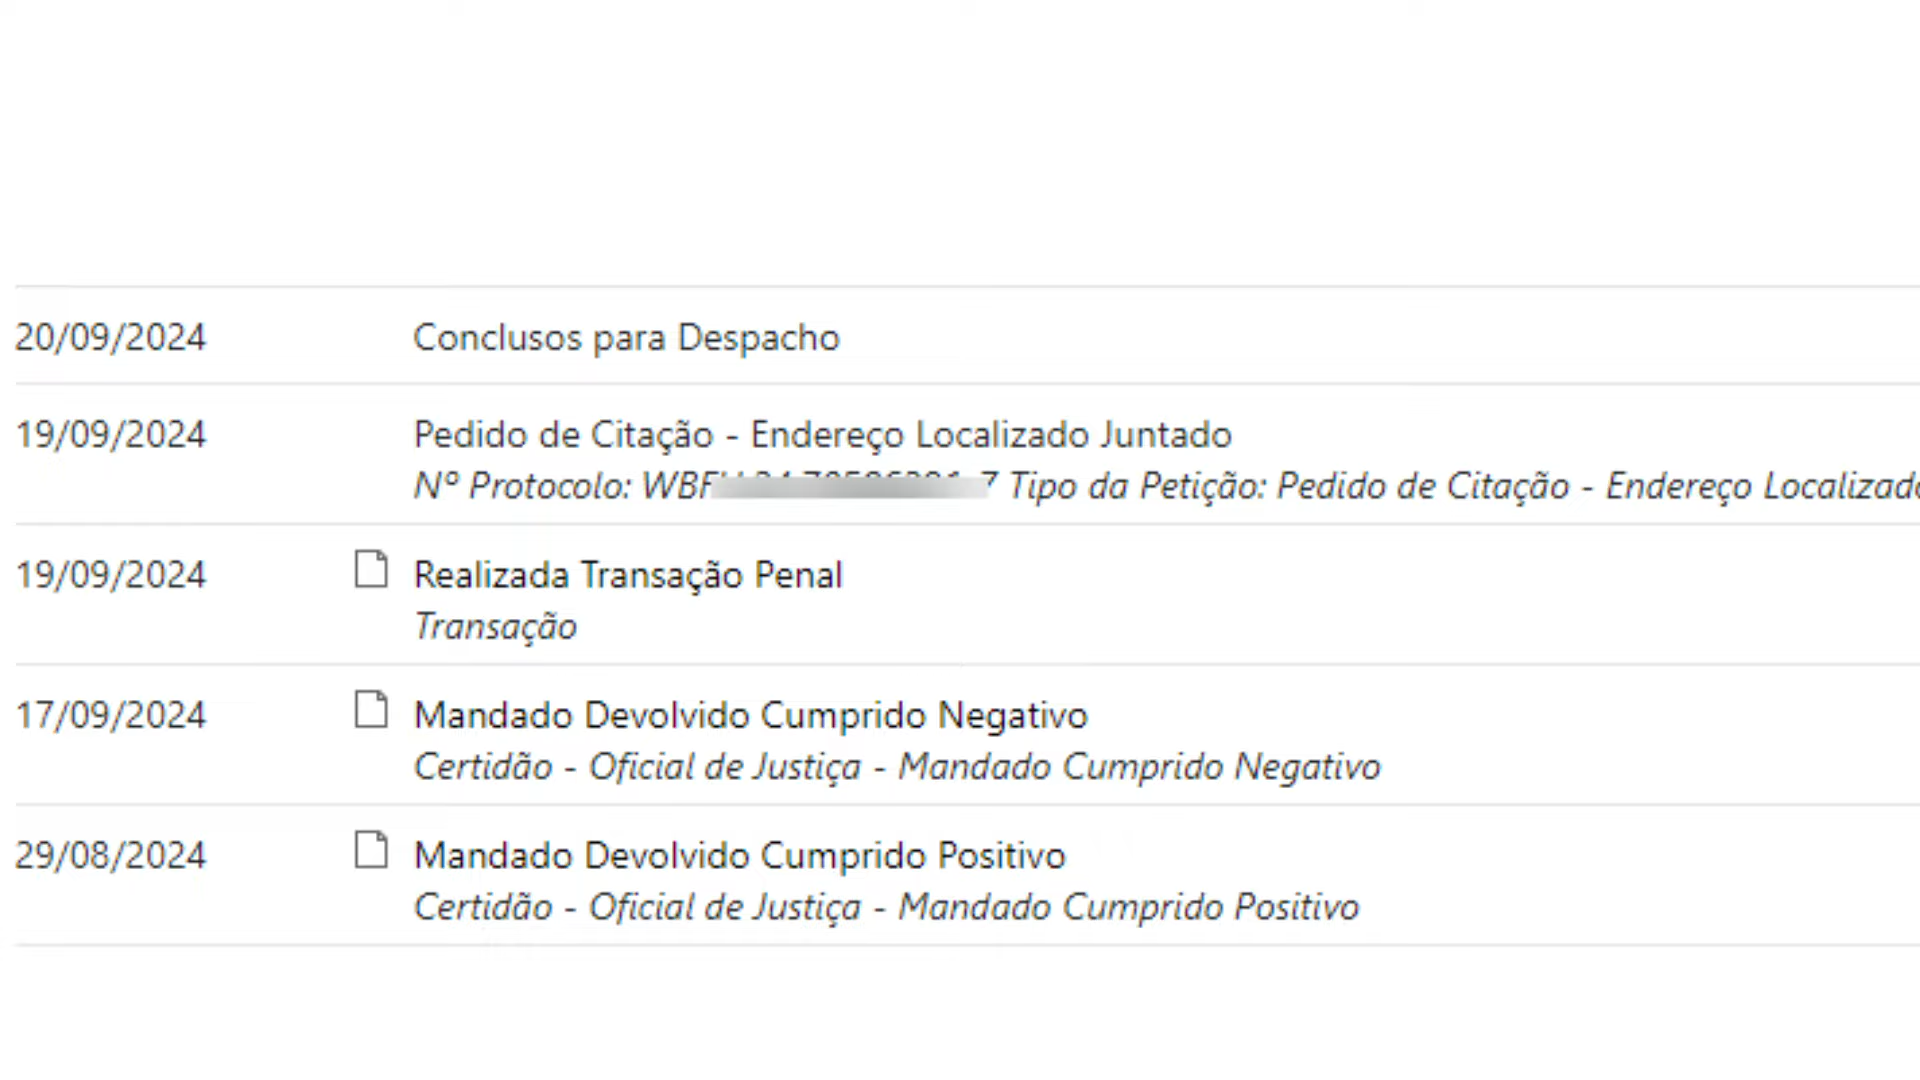 20/09/2024 Conclusos para Despacho
19/09/2024 Pedido de Citação - Endereço Localizado Juntado
Nº Protocolo: Tipo da Petição: Pedido de Citação - Endereço
19/09/2024 Realizada Transação Penal
Transação
17/09/2024 Mandado Devolvido Cumprido Negativo
Certidão - Oficial de Justiça - Mandado Cumprido Negativo
29/08/2024 Mandado Devolvido Cumprido Positivo
Certidão - Oficial de Justiça - Mandado Cumprido Positivo